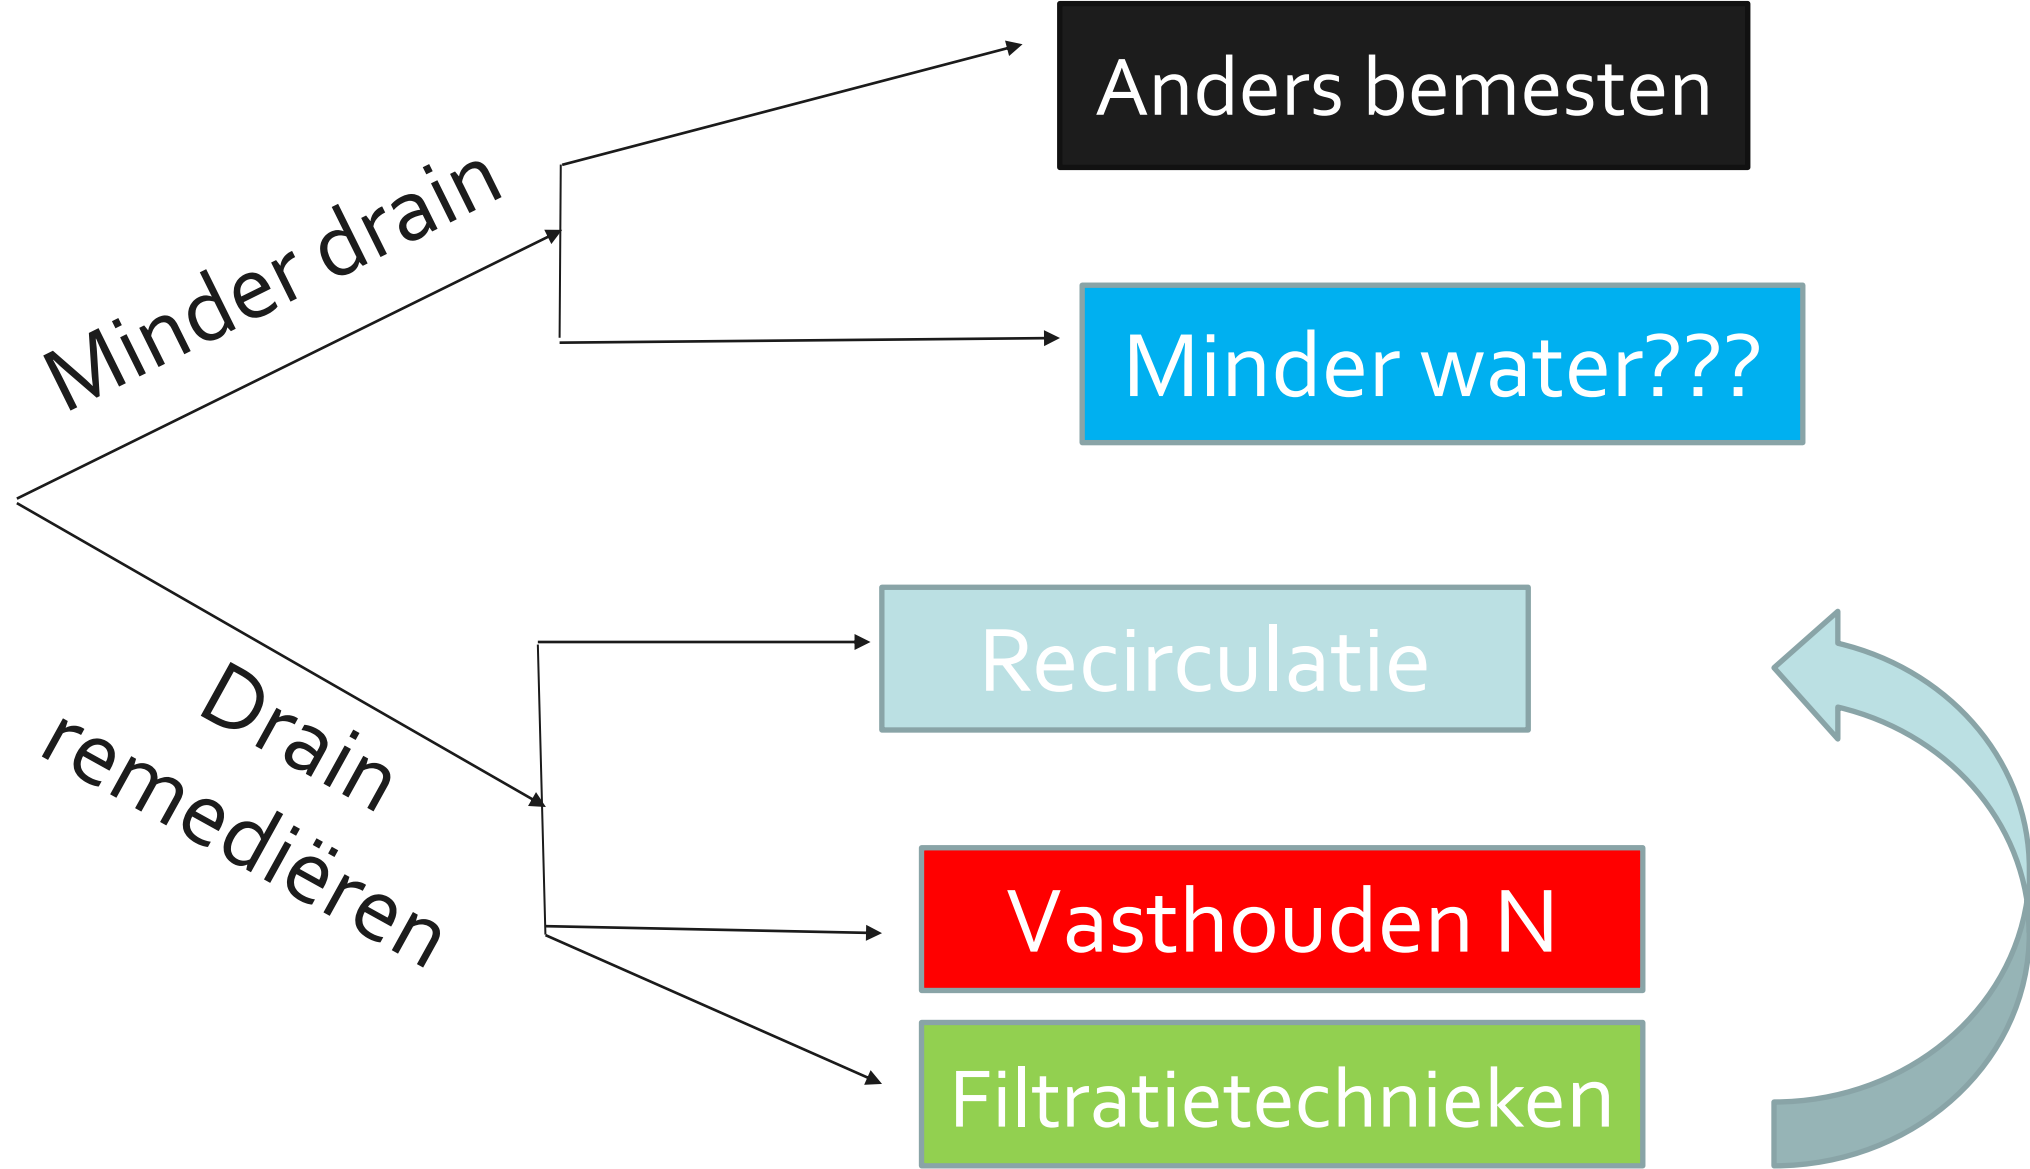 Minder drain
Anders bemesten
Minder water???
Drain
remediëren
Recirculatie
Vasthouden N
Filtratietechnieken